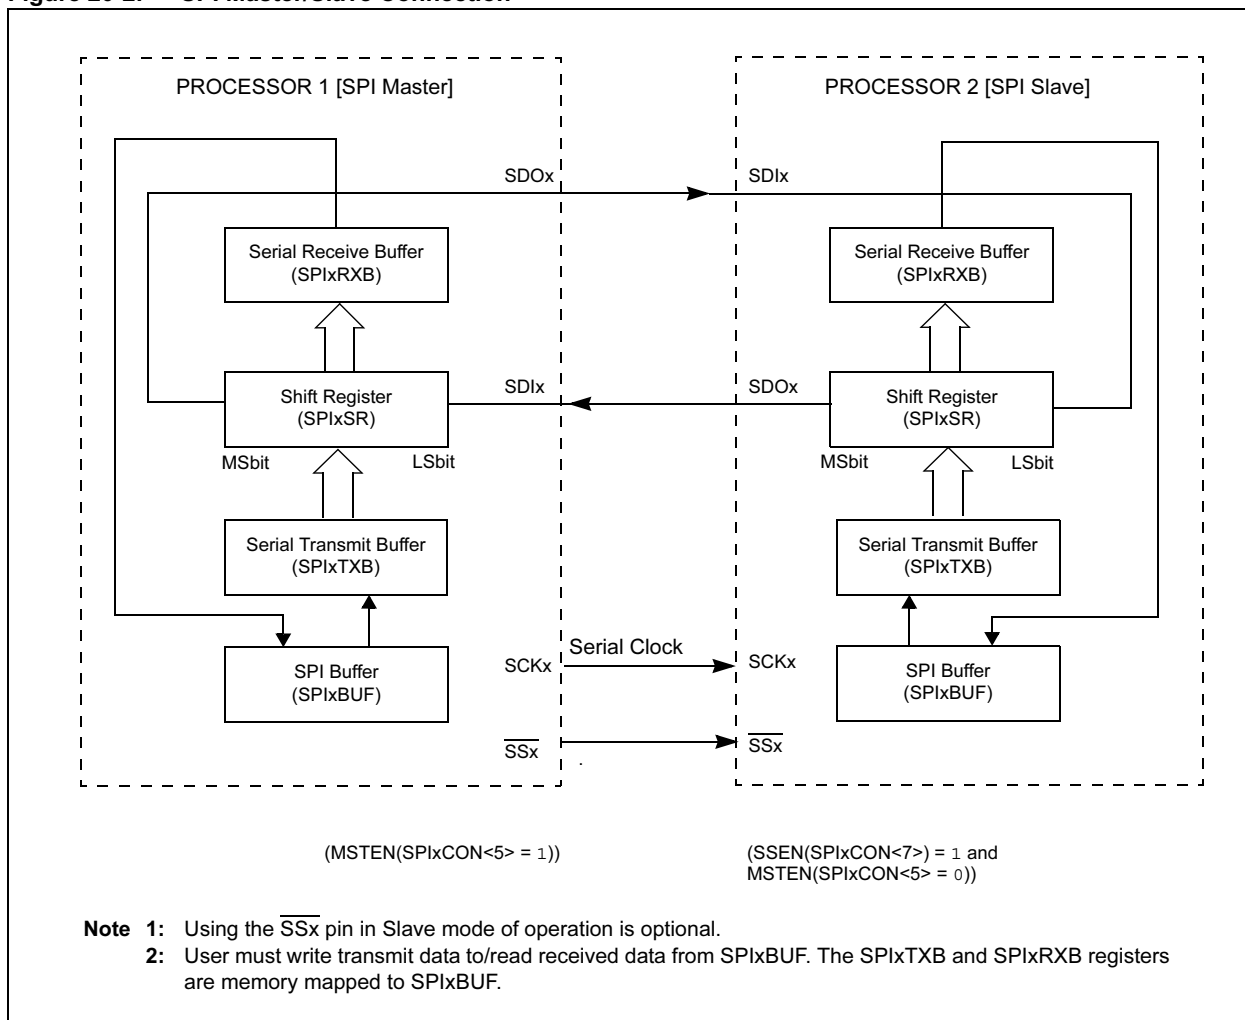 PROCESSOR 1 [SPI Master]
PROCESSOR 2 [SPI Slave]
SDOx
SDIx
Serial Receive Buffer
(SPIxRXB)
Serial Receive Buffer
(SPIxRXB)
SDIx
SDOx
Shift Register
(SPIxSR)
Shift Register
(SPIxSR)
MSbit
LSbit
MSbit
LSbit
Serial Transmit Buffer
(SPIxTXB)
Serial Transmit Buffer
(SPIxTXB)
Serial Clock
SCKx
SCKx
SPI Buffer
(SPIxBUF)
SPI Buffer
(SPIxBUF)
SSx
SSx
(MSTEN(SPIxCON<5> = 1))
(SSEN(SPIxCON<7>) = 1 and
MSTEN(SPIxCON<5> = 0))
Note 1: Using the SSx pin in Slave mode of operation is optional.
2: User must write transmit data to/read received data from SPIxBUF. The SPIxTXB and SPIxRXB registers
are memory mapped to SPIxBUF.